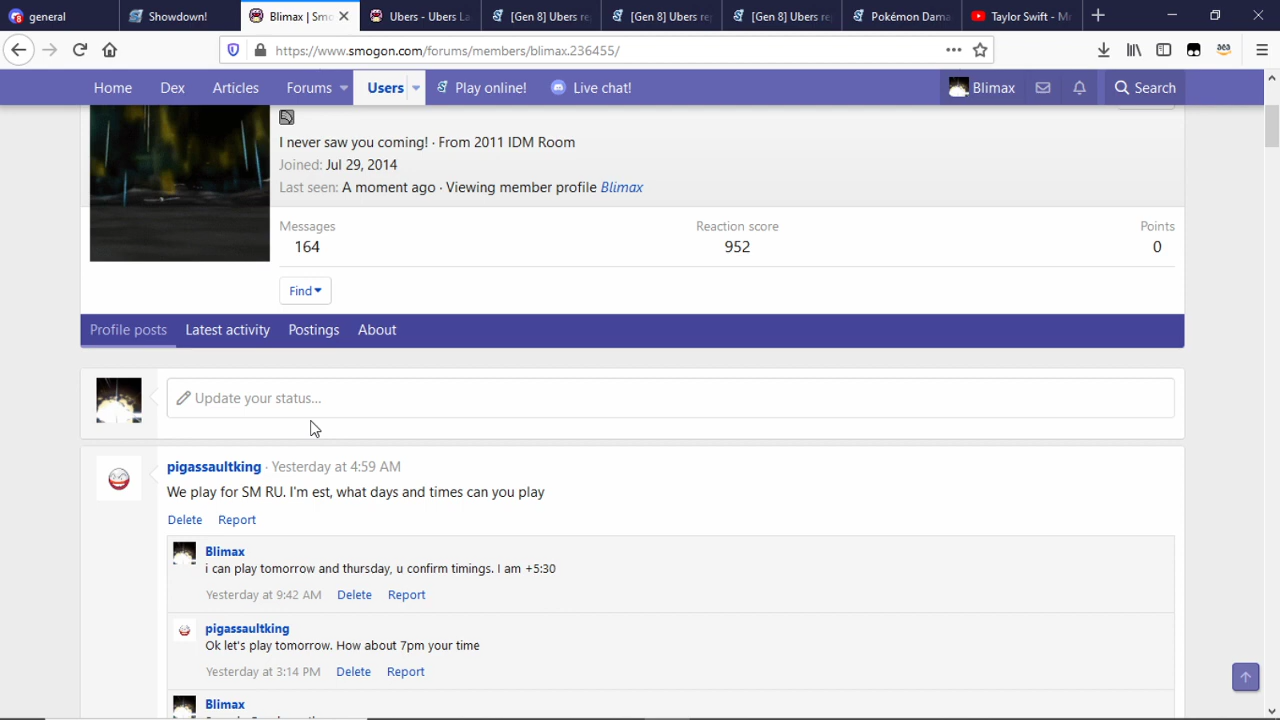 general
Showdown!
Blimax | Smo
Ubers - Ubers La
[Gen 8] Ubers re
[Gen 8] Ubers re
[Gen 8] Ubers re
Pokémon Dama
Taylor Swift - Mr
https://www.smogon.com/forums/members/blimax.236455/
Home Dex Articles Forums Users Play online! Live chat! Blimax Search
I never saw you coming! · From 2011 IDM Room
Joined: Jul 29, 2014
Last seen: A moment ago · Viewing member profile Blimax
Messages Reaction score Points
164 952 0
Find
Profile posts Latest activity Postings About
Update your status...
pigassaultking · Yesterday at 4:59 AM
We play for SM RU. I'm est, what days and times can you play
Delete Report
Blimax
i can play tomorrow and thursday, u confirm timings. I am +5:30
Yesterday at 9:42 AM Delete Report
pigassaultking
Ok let's play tomorrow. How about 7pm your time
Yesterday at 3:14 PM Delete Report
Blimax